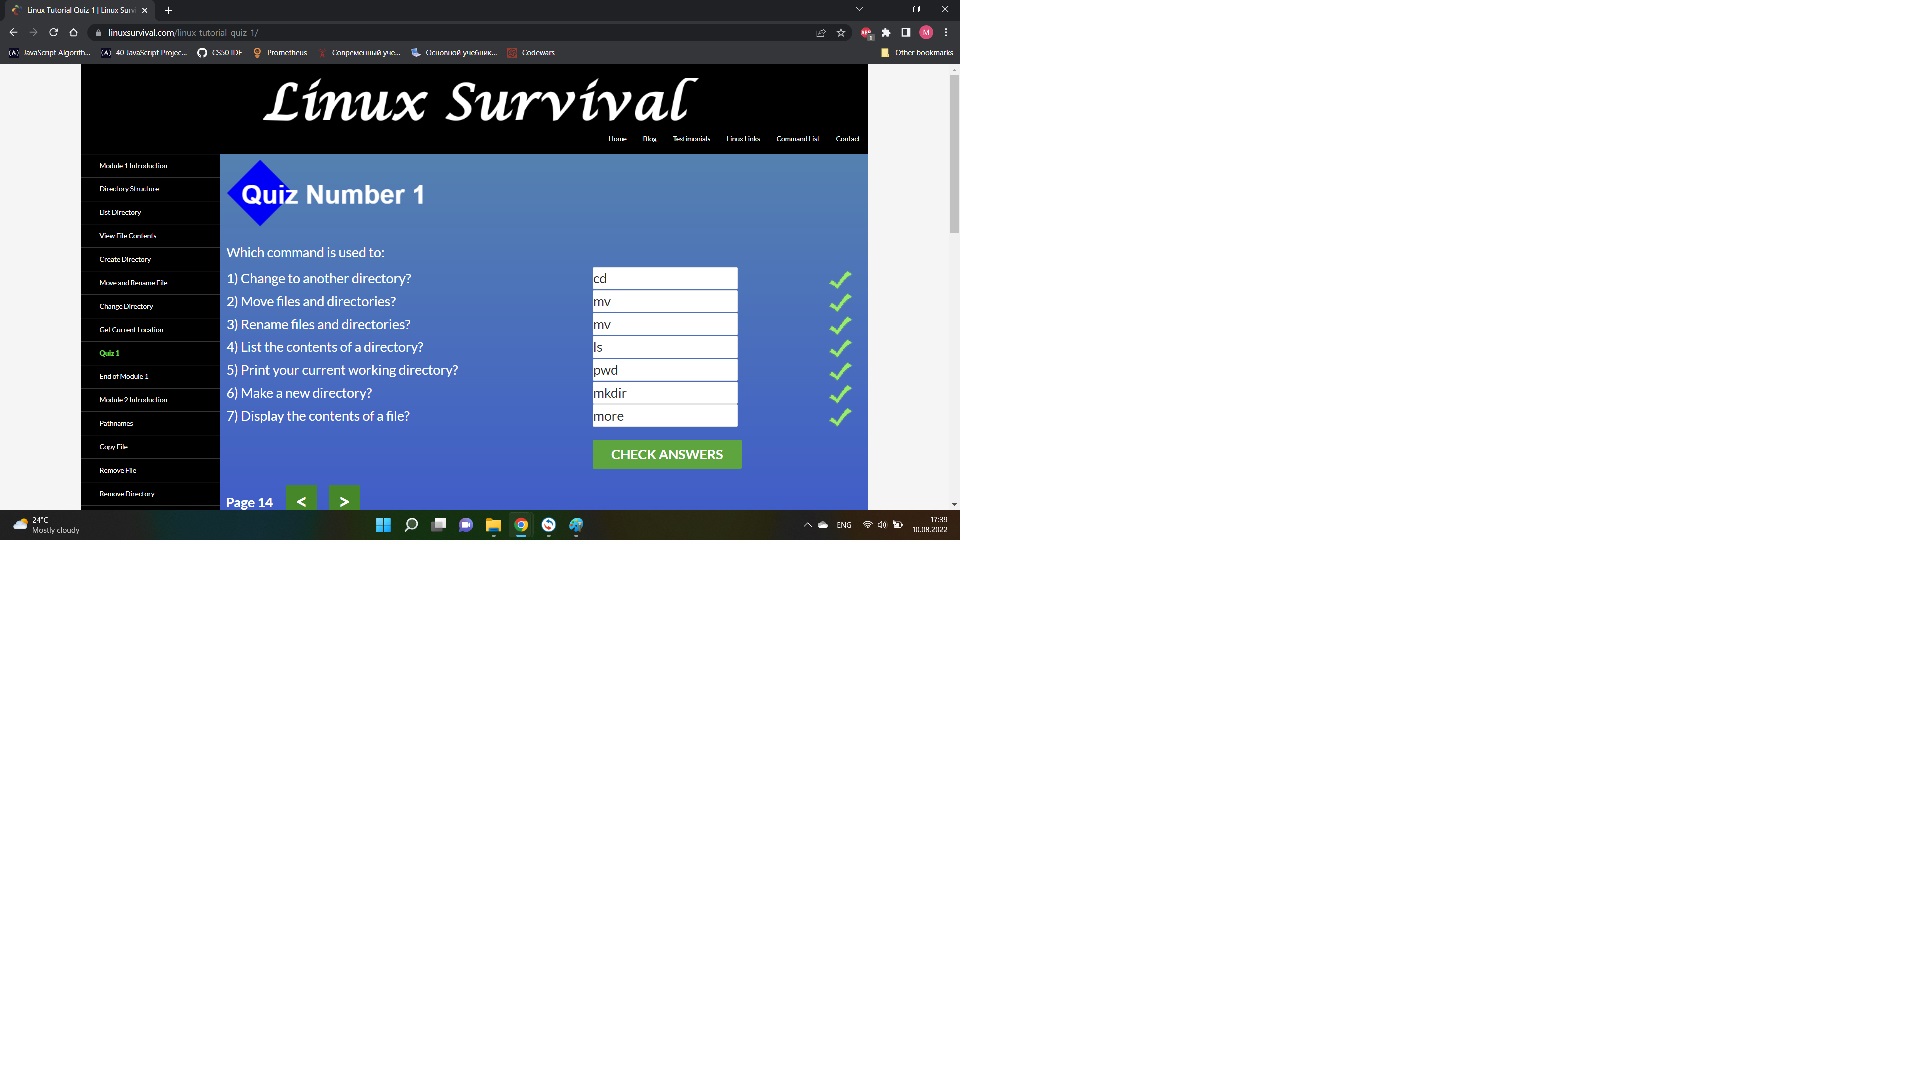 Linux Tutorial Quiz 1 | Linux Survi
linuxsurvival.com/linux-tutorial-quiz-1/
JavaScript Algorith... 40 JavaScript Projec... CS50 IDE Prometheus Современный уче... Основной учебник... Codewars Other bookmarks
Linux Survival
Home Blog Testimonials Linux Links Command List Contact
Module 1 Introduction
Directory Structure
List Directory
View File Contents
Create Directory
Move and Rename File
Change Directory
Get Current Location
Quiz 1
End of Module 1
Module 2 Introduction
Pathnames
Copy File
Remove File
Remove Directory
Quiz Number 1
Which command is used to:
1) Change to another directory? cd
2) Move files and directories? mv
3) Rename files and directories? mv
4) List the contents of a directory? ls
5) Print your current working directory? pwd
6) Make a new directory? mkdir
7) Display the contents of a file? more
CHECK ANSWERS
Page 14 < >
24°C
Mostly cloudy
ENG
17:39
10.08.2022